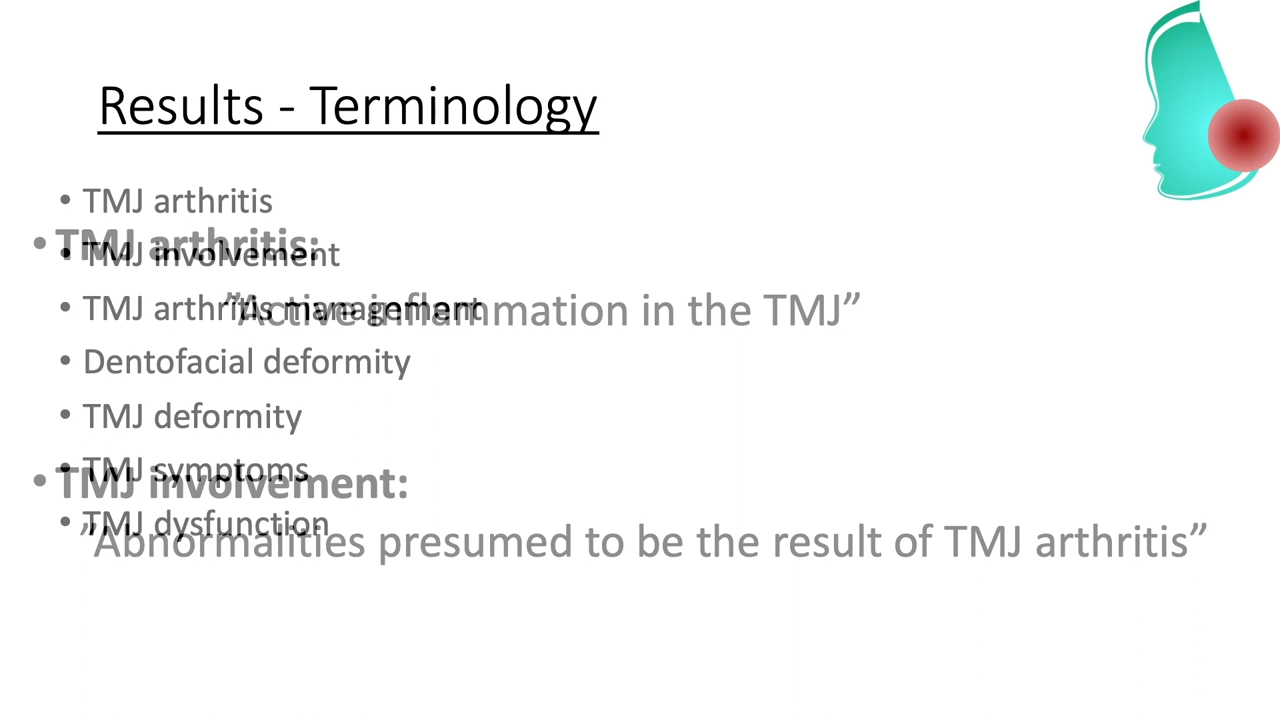 Results - Terminology
• TMJ arthritis
• TMJ involvement
• TMJ arthritis management
• Dentofacial deformity
• TMJ deformity
• TMJ symptoms
• TMJ dysfunction
• TMJ arthritis:
”Active inflammation in the TMJ”
• TMJ involvement:
”Abnormalities presumed to be the result of TMJ arthritis”